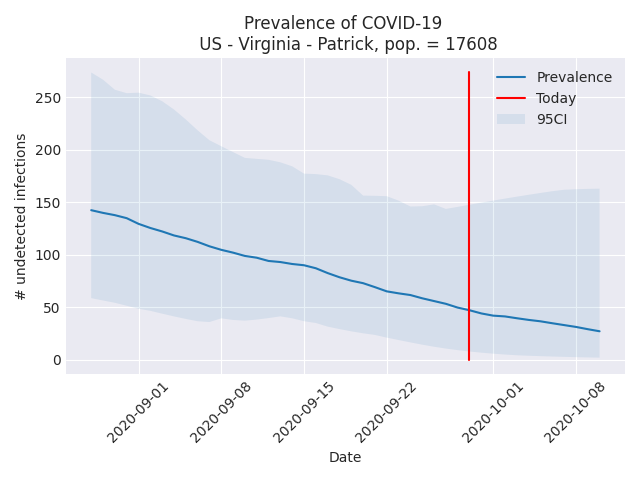 Prevalence of COVID-19
US - Virginia - Patrick, pop. = 17608
Prevalence
Today
95CI
# undetected infections
250
200
150
100
50
0
2020-09-01
2020-09-08
2020-09-15
2020-09-22
2020-10-01
2020-10-08
Date